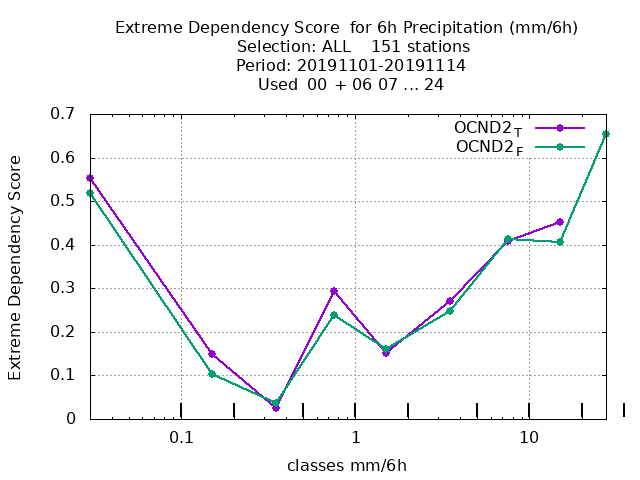 Extreme Dependency Score  for 6h Precipitation (mm/6h)
Selection: ALL    151 stations
Period: 20191101-20191114
Used  00 + 06 07 ... 24
OCND2T
OCND2F
Extreme Dependency Score
0.7
0.6
0.5
0.4
0.3
0.2
0.1
0
0.1 1 10
classes mm/6h